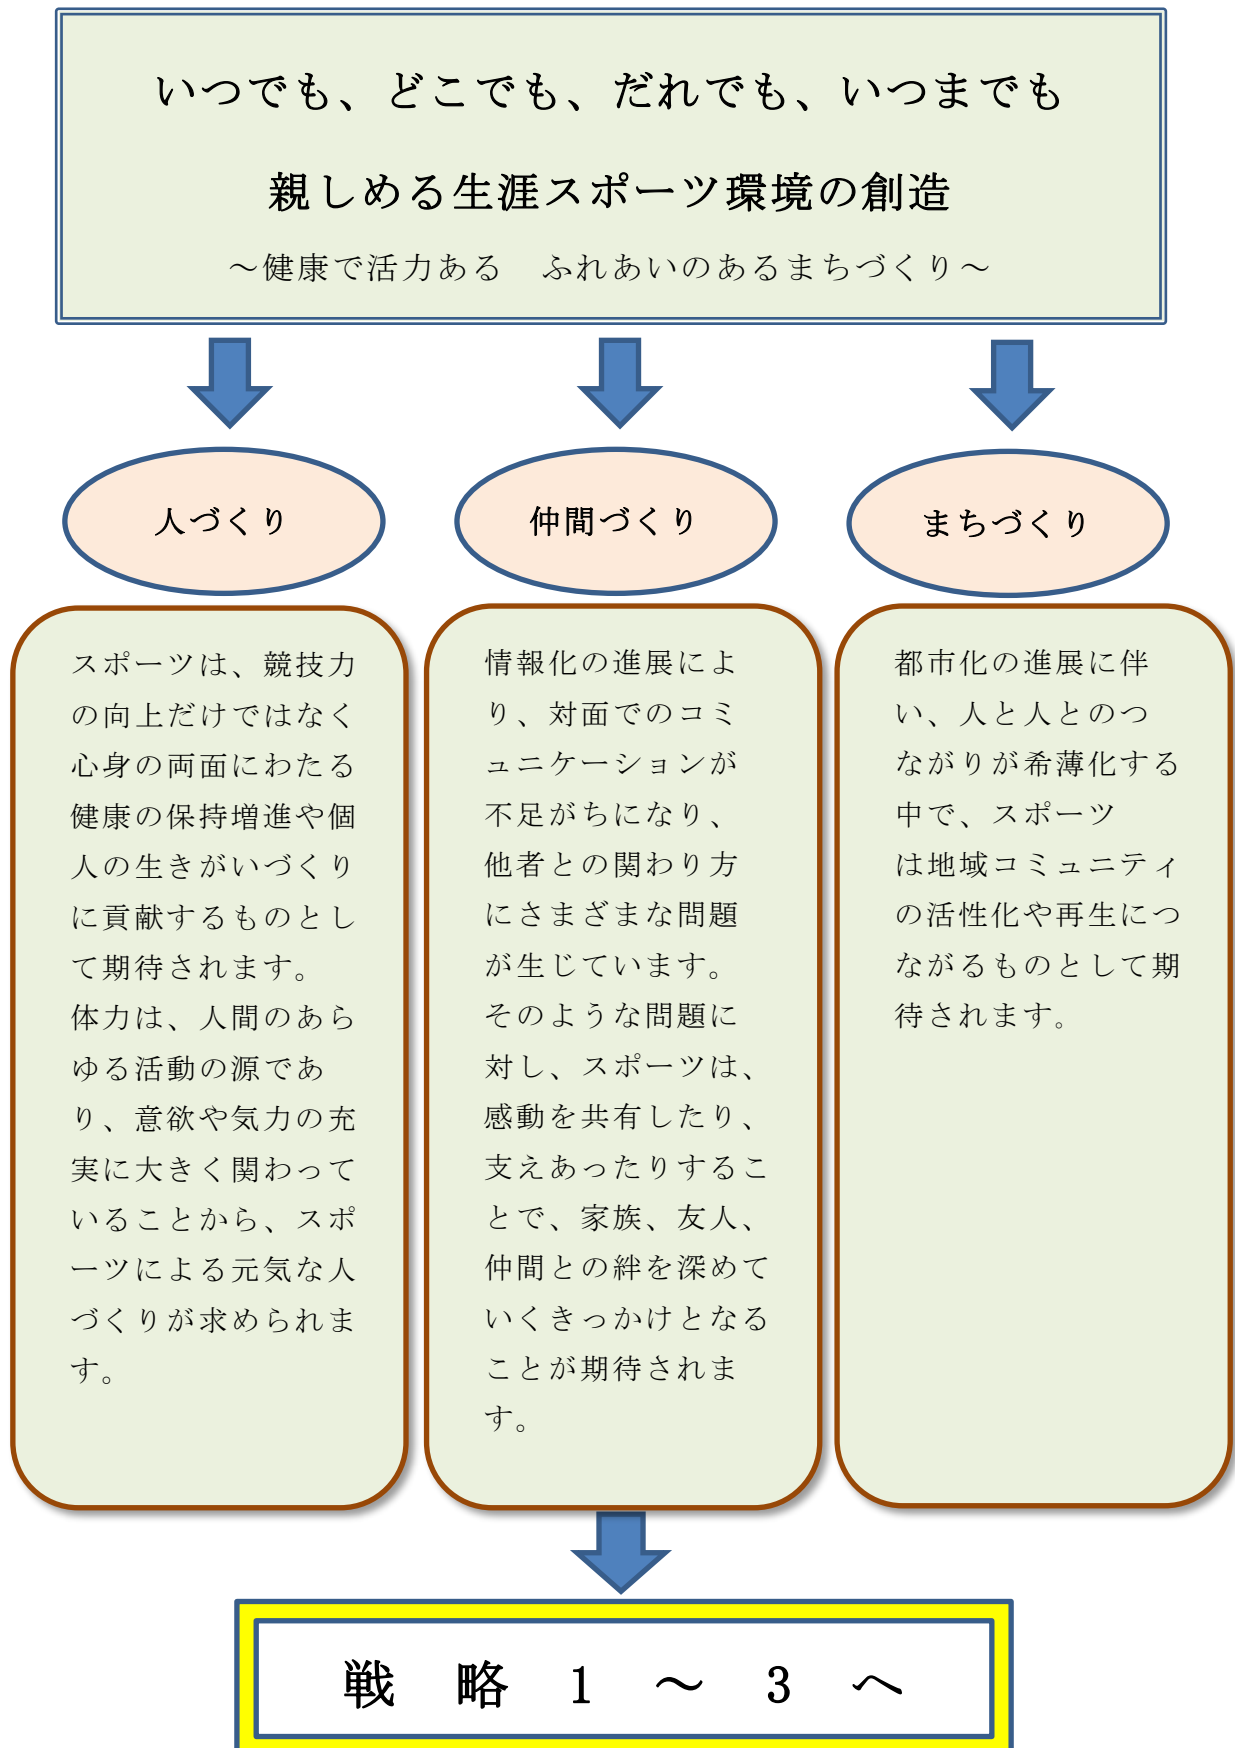 いつでも、どこでも、だれでも、いつまでも
親しめる生涯スポーツ環境の創造
～健康で活力ある　ふれあいのあるまちづくり～
人づくり
仲間づくり
まちづくり
スポーツは、競技力
の向上だけではなく
心身の両面にわたる
健康の保持増進や個
人の生きがいづくり
に貢献するものとし
て期待されます。
体力は、人間のあら
ゆる活動の源であ
り、意欲や気力の充
実に大きく関わって
いることから、スポ
ーツによる元気な人
づくりが求められま
す。
情報化の進展によ
り、対面でのコミ
ュニケーションが
不足がちになり、
他者との関わり方
にさまざまな問題
が生じています。
そのような問題に
対し、スポーツは、
感動を共有したり、
支えあったりするこ
とで、家族、友人、
仲間との絆を深めて
いくきっかけとなる
ことが期待されま
す。
都市化の進展に伴
い、人と人とのつ
ながりが希薄化する
中で、スポーツ
は地域コミュニティ
の活性化や再生につ
ながるものとして期
待されます。
戦　略　1　～　3　へ